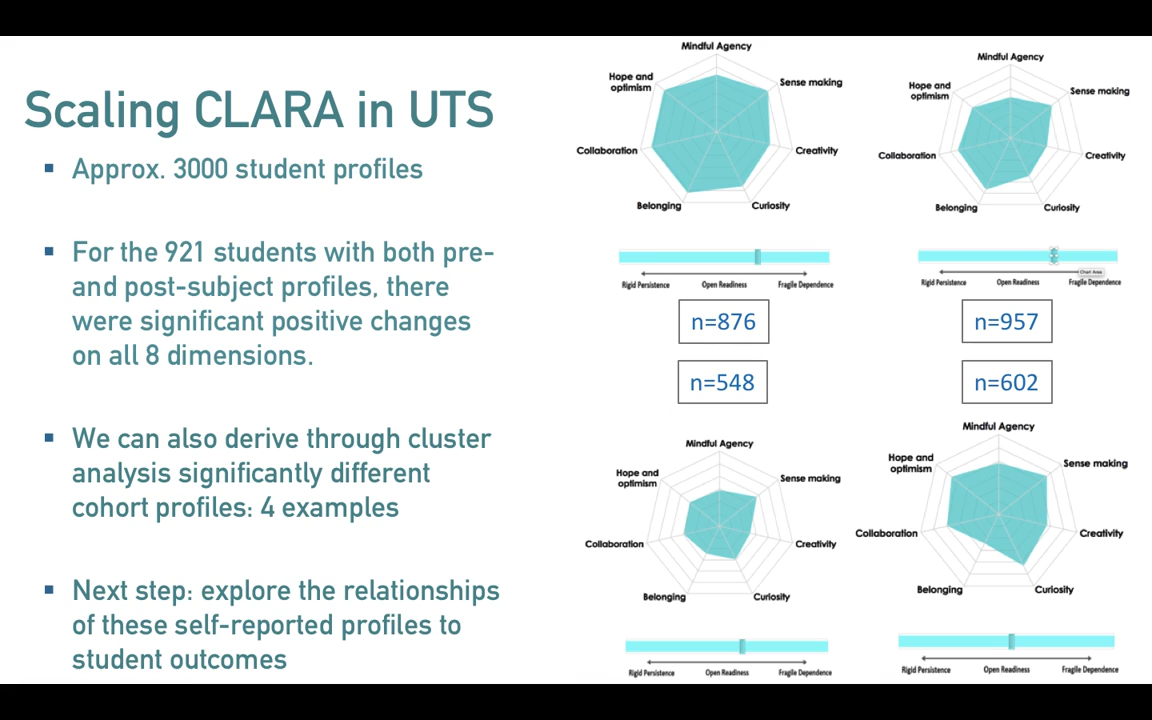 Scaling CLARA in UTS
▪ Approx. 3000 student profiles
▪ For the 921 students with both pre-
and post-subject profiles, there
were significant positive changes
on all 8 dimensions.
▪ We can also derive through cluster
analysis significantly different
cohort profiles: 4 examples
▪ Next step: explore the relationships
of these self-reported profiles to
student outcomes
Mindful Agency
Hope and
optimism
Sense making
Collaboration
Creativity
Belonging
Curiosity
Rigid Persistence
Open Readiness
Fragile Dependence
n=876
Mindful Agency
Hope and
optimism
Sense making
Collaboration
Creativity
Belonging
Curiosity
Chart Area
Rigid Persistence
Open Readiness
Fragile Dependence
n=957
n=548
Mindful Agency
Hope and
optimism
Sense making
Collaboration
Creativity
Belonging
Curiosity
Rigid Persistence
Open Readiness
Fragile Dependence
n=602
Mindful Agency
Hope and
optimism
Sense making
Collaboration
Creativity
Belonging
Curiosity
Rigid Persistence
Open Readiness
Fragile Dependence